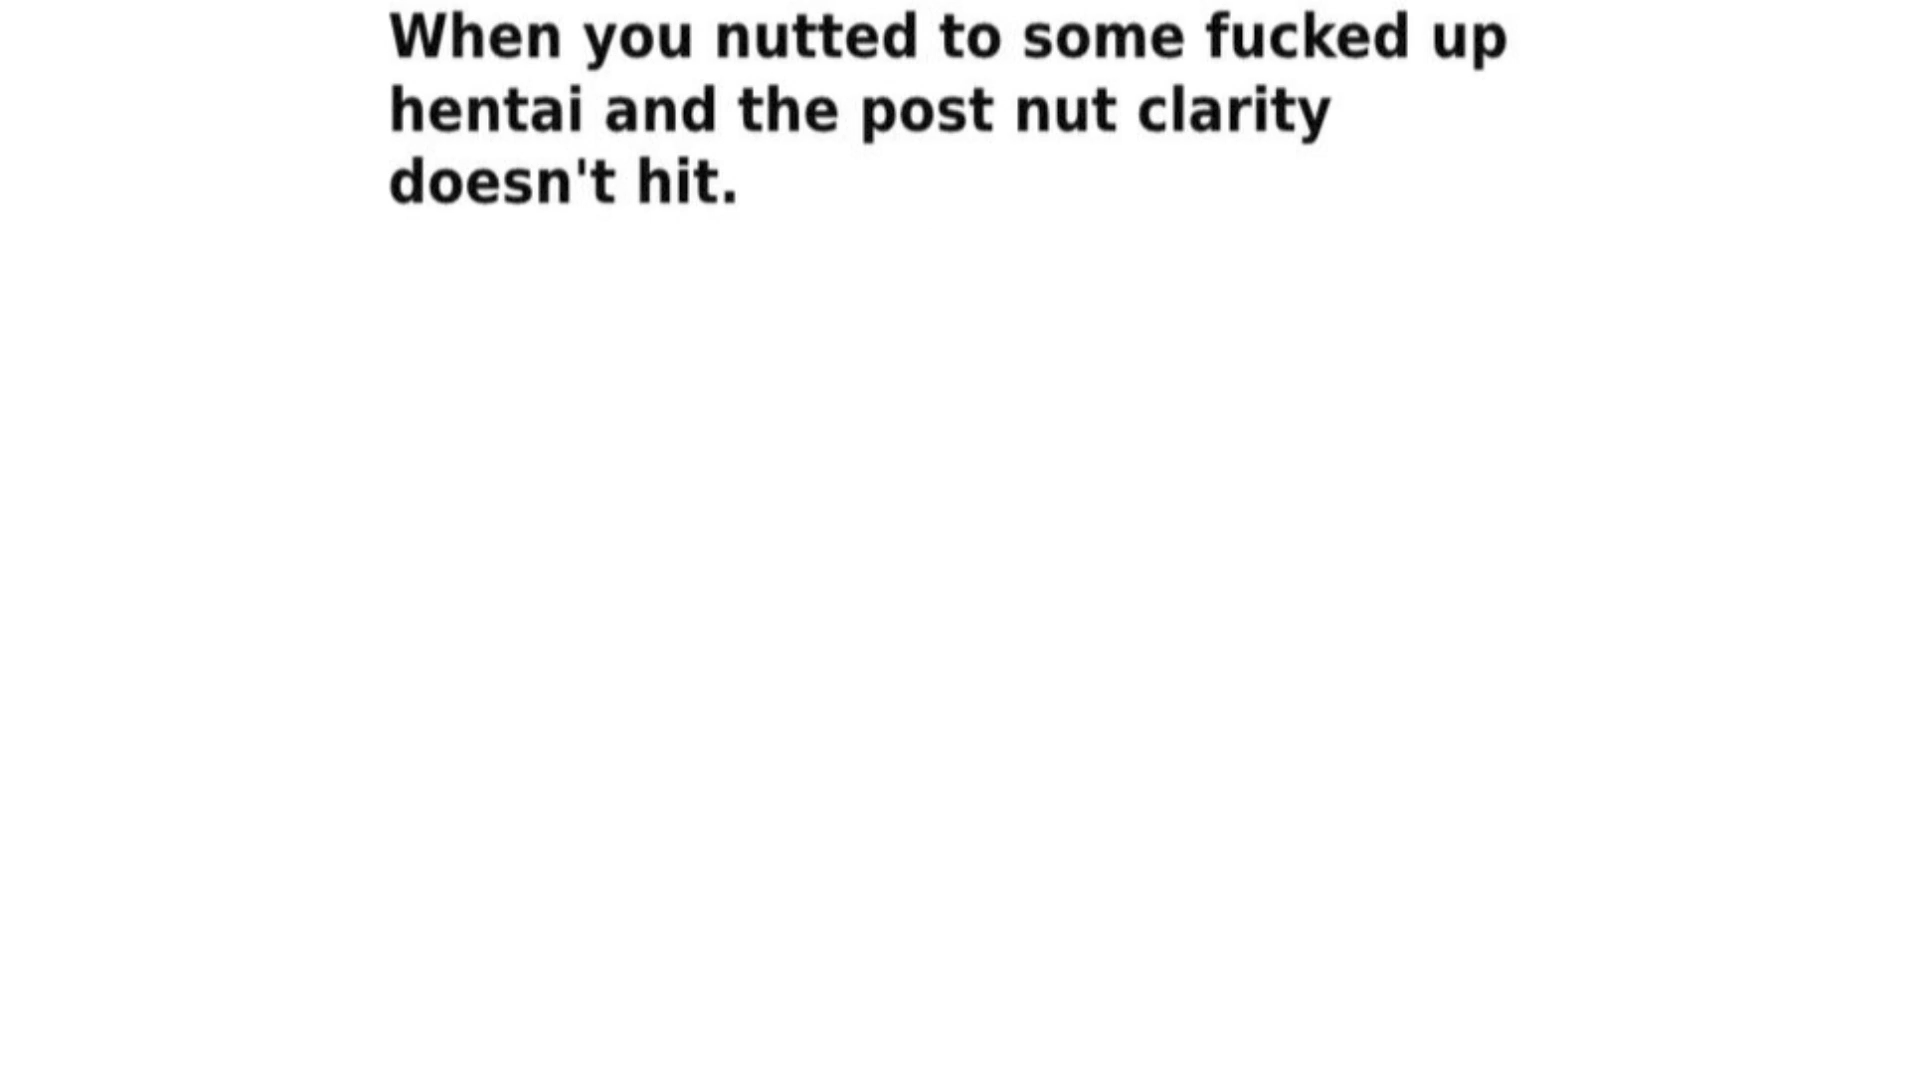 When you nutted to some fucked up
hentai and the post nut clarity
doesn't hit.